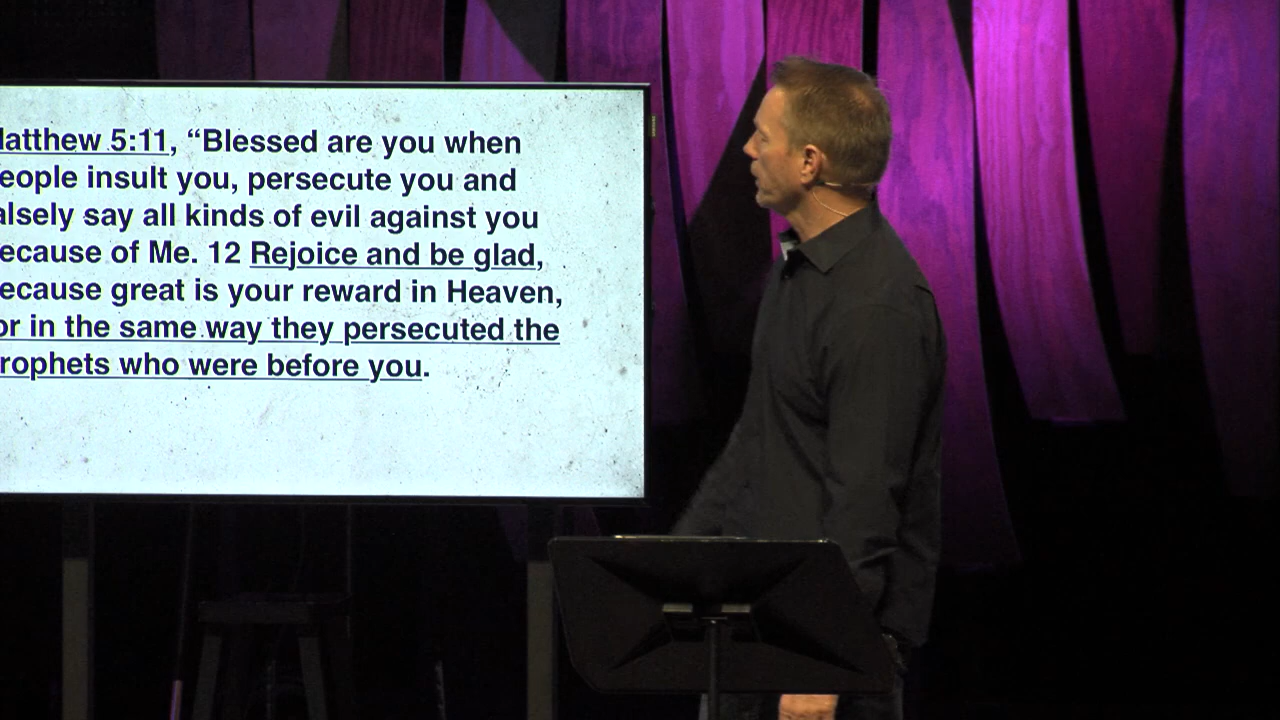 atthew 5:11, “Blessed are you when
eople insult you, persecute you and
alsely say all kinds of evil against you
ecause of Me. 12 Rejoice and be glad,
ecause great is your reward in Heaven,
or in the same way they persecuted the
rophets who were before you.